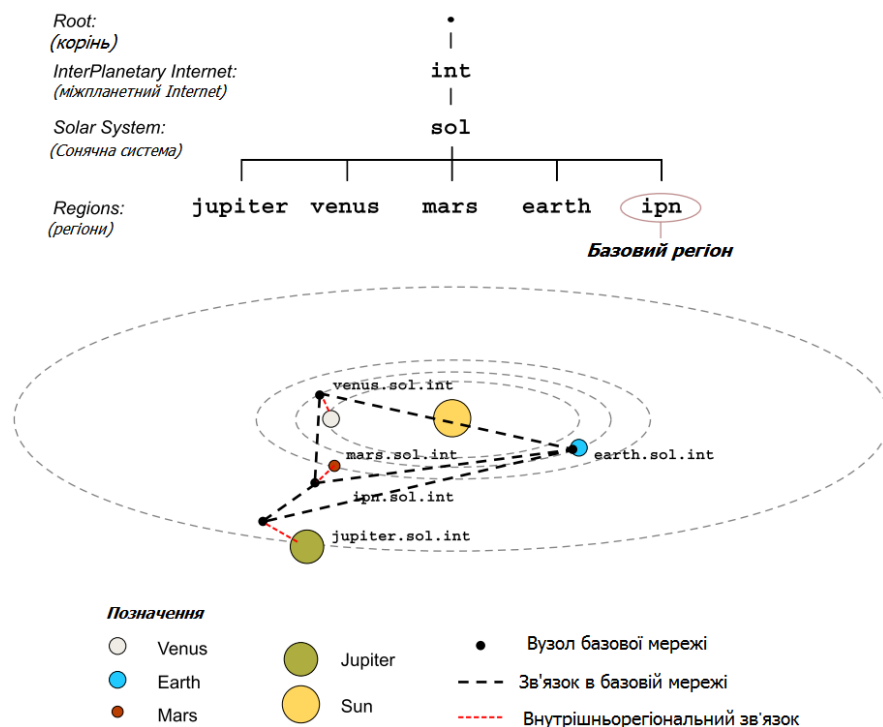 Root:
(корінь)
InterPlanetary Internet:
(міжпланетний Internet)
int
Solar System:
(Сонячна система)
sol
Regions:
(регіони)
jupiter venus mars earth ipn
Базовий регіон
venus.sol.int
mars.sol.int
earth.sol.int
ipn.sol.int
jupiter.sol.int
Позначення
Venus
Earth
Mars
Jupiter
Sun
Вузол базової мережі
Зв'язок в базовій мережі
Внутрішньорегіональний зв'язок